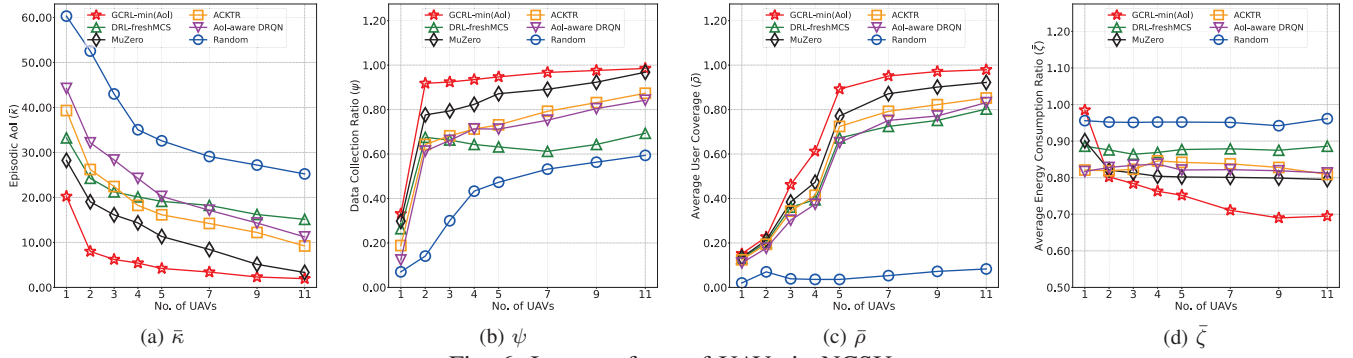 60.00
50.00
40.00
30.00
20.00
10.00
0.00
Episodic AoI (κ̄)
GCRL-min(AoI)
DRL-freshMCS
MuZero
ACKTR
AoI-aware DRQN
Random
1 2 3 4 5 7 9 11
No. of UAVs
(a) κ̄
1.20
1.00
0.80
0.60
0.40
0.20
0.00
Data Collection Ratio (ψ)
GCRL-min(AoI)
DRL-freshMCS
MuZero
ACKTR
AoI-aware DRQN
Random
1 2 3 4 5 7 9 11
No. of UAVs
(b) ψ
1.20
1.00
0.80
0.60
0.40
0.20
0.00
Average User Coverage (ρ̄)
GCRL-min(AoI)
DRL-freshMCS
MuZero
ACKTR
AoI-aware DRQN
Random
1 2 3 4 5 7 9 11
No. of UAVs
(c) ρ̄
1.20
1.10
1.00
0.90
0.80
0.70
0.60
0.50
Average Energy Consumption Ratio (ζ̄)
GCRL-min(AoI)
DRL-freshMCS
MuZero
ACKTR
AoI-aware DRQN
Random
1 2 3 4 5 7 9 11
No. of UAVs
(d) ζ̄